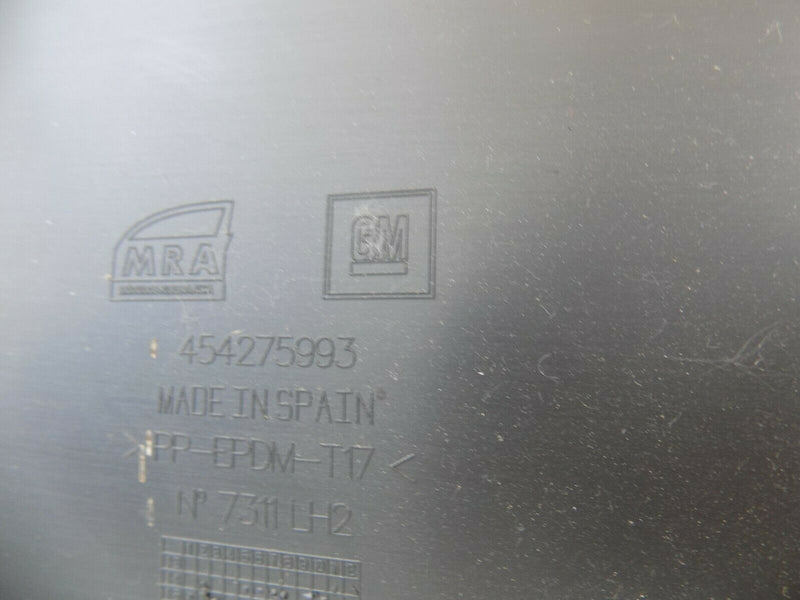 MRA
GM
454275993
MADE IN SPAIN
>PP-EPDM-T17<
Nº 7311 LH2